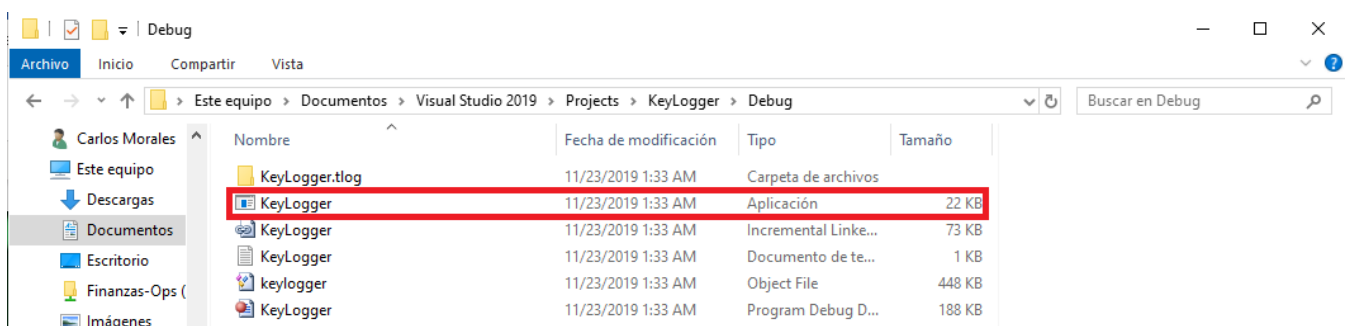 Debug
Archivo Inicio Compartir Vista
Este equipo > Documentos > Visual Studio 2019 > Projects > KeyLogger > Debug Buscar en Debug
Carlos Morales Nombre Fecha de modificación Tipo Tamaño
Este equipo KeyLogger.tlog 11/23/2019 1:33 AM Carpeta de archivos
Descargas KeyLogger 11/23/2019 1:33 AM Aplicación 22 KB
Documentos KeyLogger 11/23/2019 1:33 AM Incremental Linke... 73 KB
Escritorio KeyLogger 11/23/2019 1:33 AM Documento de te... 1 KB
Finanzas-Ops ( keylogger 11/23/2019 1:33 AM Object File 448 KB
Imágenes KeyLogger 11/23/2019 1:33 AM Program Debug D... 188 KB